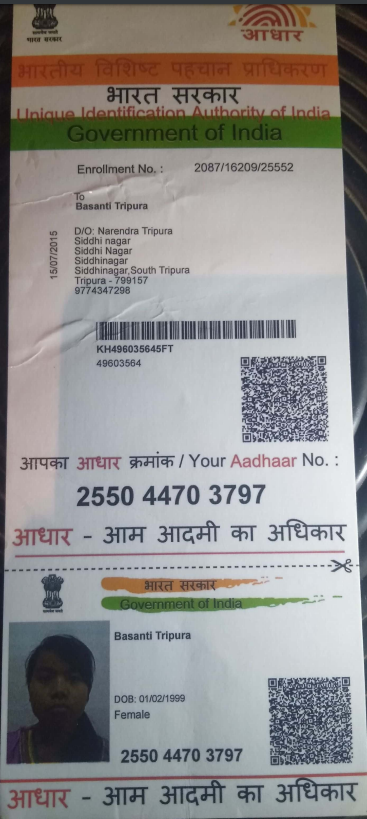 भारत सरकार
आधार
भारतीय विशिष्ट पहचान प्राधिकरण
भारत सरकार
Unique Identification Authority of India
Government of India
Enrollment No. : 2087/16209/25552
To
Basanti Tripura
D/O: Narendra Tripura
Siddhi nagar
Siddhi Nagar
Siddhinagar
Siddhinagar,South Tripura
Tripura - 799157
9774347298
15/07/2015
KH496035645FT
49603564
आपका आधार क्रमांक / Your Aadhaar No. :
2550 4470 3797
आधार - आम आदमी का अधिकार
भारत सरकार
Government of India
Basanti Tripura
DOB: 01/02/1999
Female
2550 4470 3797
आधार - आम आदमी का अधिकार